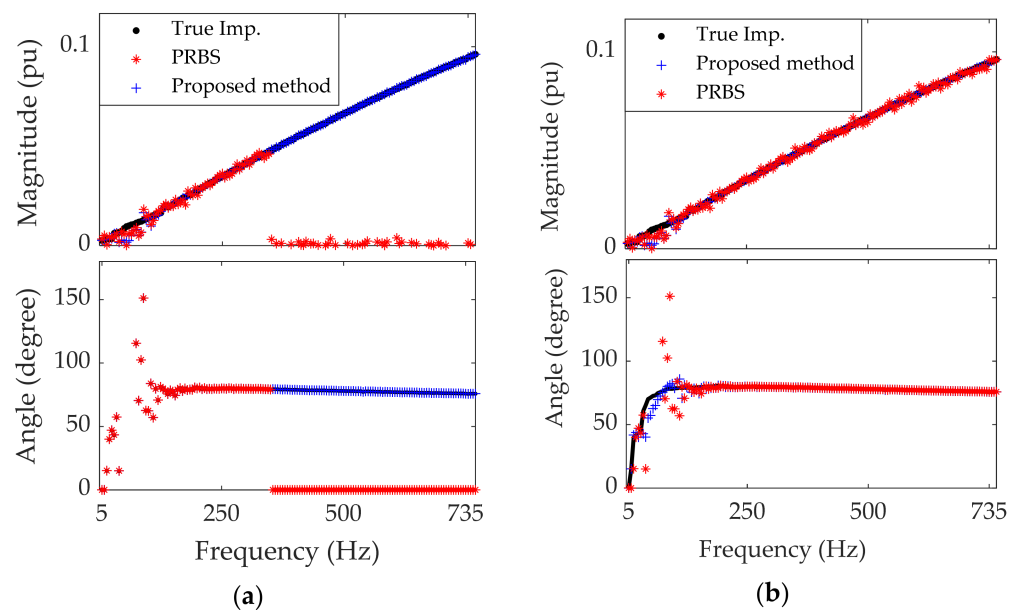 0.1
0
Magnitude (pu)
True Imp.
PRBS
Proposed method
150
100
50
0
Angle (degree)
5
250
500
735
Frequency (Hz)
(a)
0.1
0
Magnitude (pu)
True Imp.
Proposed method
PRBS
150
100
50
0
Angle (degree)
5
250
500
735
Frequency (Hz)
(b)